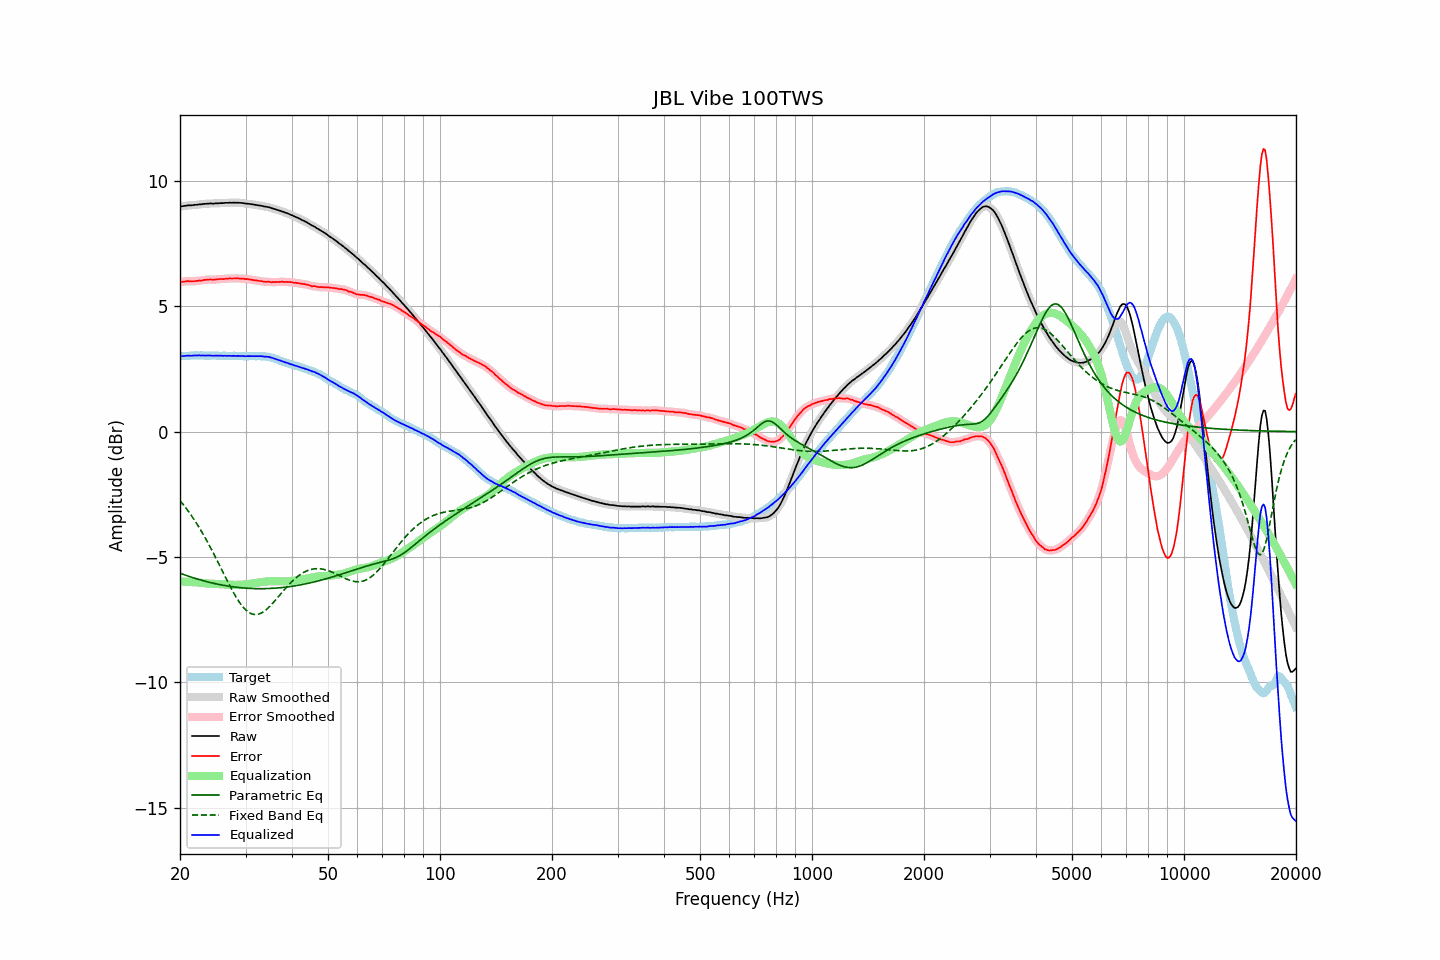 JBL Vibe 100TWS
Amplitude (dBr)
10
5
0
−5
−10
−15
Target
Raw Smoothed
Error Smoothed
Raw
Error
Equalization
Parametric Eq
Fixed Band Eq
Equalized
20 50 100 200 500 1000 2000 5000 10000 20000
Frequency (Hz)